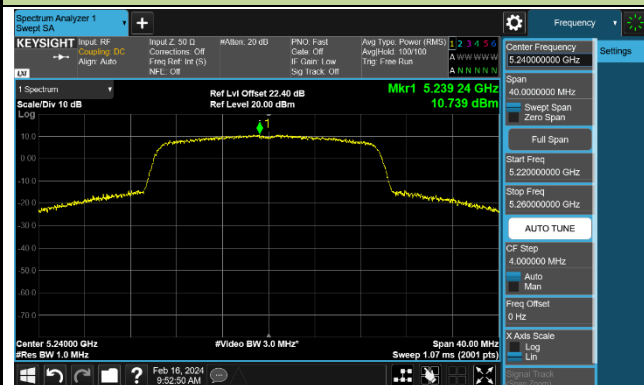 Spectrum Analyzer 1
Swept SA
+
Frequency
KEYSIGHT
Input: RF
Coupling: DC
Align: Auto
Input Z: 50 Ω
Corrections: Off
Freq Ref: Int (S)
NFE: Off
#Atten: 20 dB
PNO: Fast
Gate: Off
IF Gain: Low
Sig Track: Off
Avg Type: Power (RMS)
Avg|Hold: 100/100
Trig: Free Run
1 2 3 4 5 6
A W W W W W
A N N N N N
LXI
1 Spectrum
Scale/Div 10 dB
Log
Ref Lvl Offset 22.40 dB
Ref Level 20.00 dBm
Mkr1 5.239 24 GHz
10.739 dBm
1
10.0
0.00
-10.0
-20.0
-30.0
-40.0
-50.0
-60.0
-70.0
Center 5.24000 GHz
#Res BW 1.0 MHz
#Video BW 3.0 MHz*
Span 40.00 MHz
Sweep 1.07 ms (2001 pts)
Feb 16, 2024
9:52:50 AM
Center Frequency
5.240000000 GHz
Span
40.0000000 MHz
Swept Span
Zero Span
Full Span
Start Freq
5.220000000 GHz
Stop Freq
5.260000000 GHz
AUTO TUNE
CF Step
4.000000 MHz
Auto
Man
Freq Offset
0 Hz
X Axis Scale
Log
Lin
Signal Track
(Span Zoom)
Settings